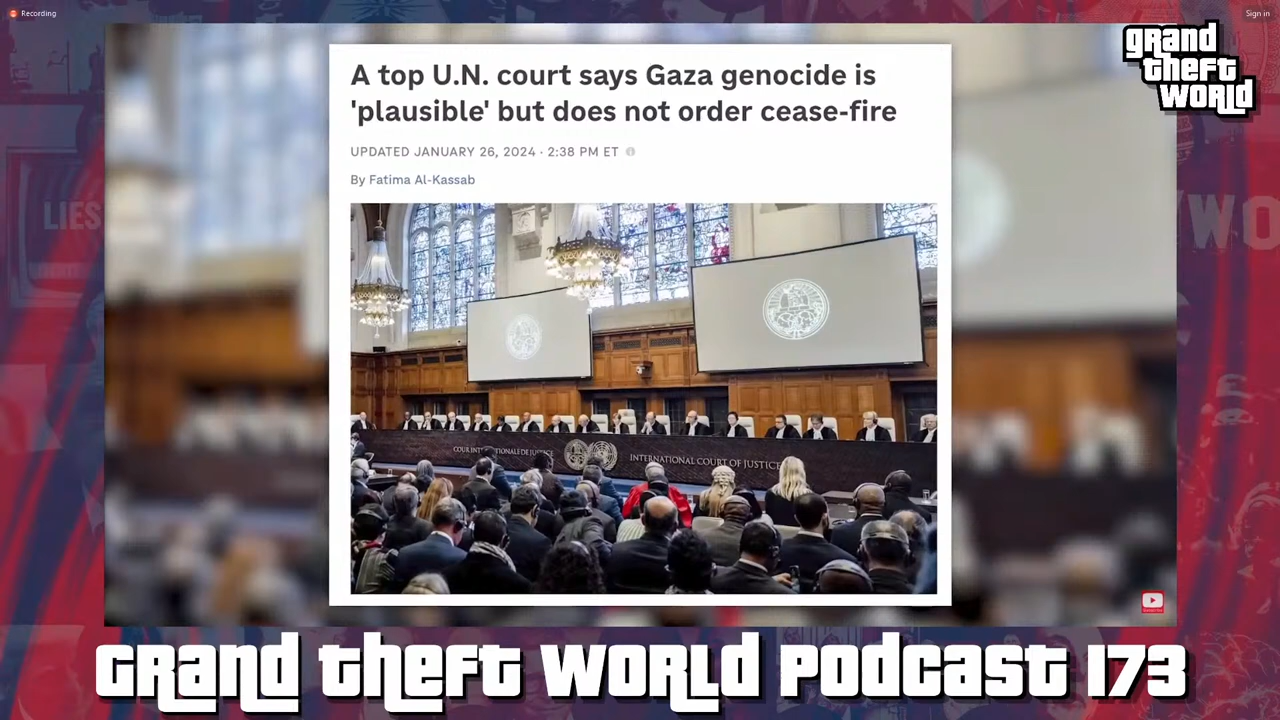 Recording
Sign in
grand
theft
world
A top U.N. court says Gaza genocide is
'plausible' but does not order cease-fire
UPDATED JANUARY 26, 2024 · 2:38 PM ET
By Fatima Al-Kassab
LIES
WO
INTERNATIONAL COURT OF JUSTICE
GRAND THEFT WORLD PODCAST 173